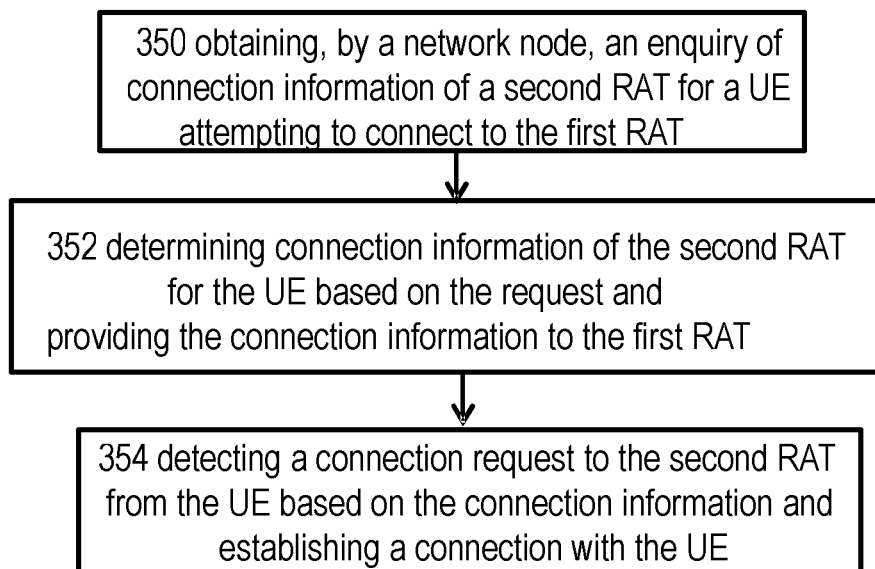 350 obtaining, by a network node, an enquiry of
connection information of a second RAT for a UE
attempting to connect to the first RAT
352 determining connection information of the second RAT
for the UE based on the request and
providing the connection information to the first RAT
354 detecting a connection request to the second RAT
from the UE based on the connection information and
establishing a connection with the UE